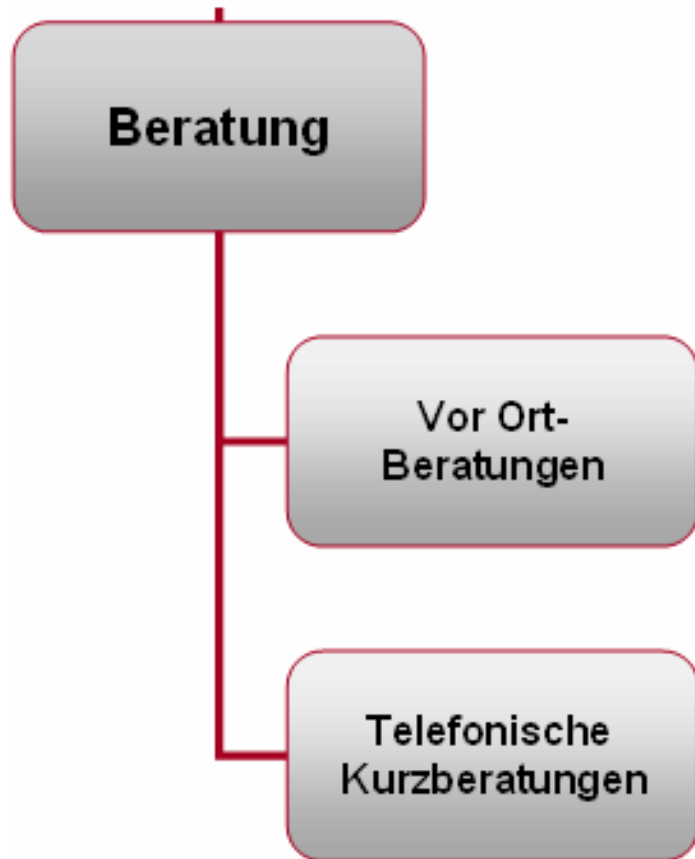 Beratung
Vor Ort-
Beratungen
Telefonische
Kurzberatungen